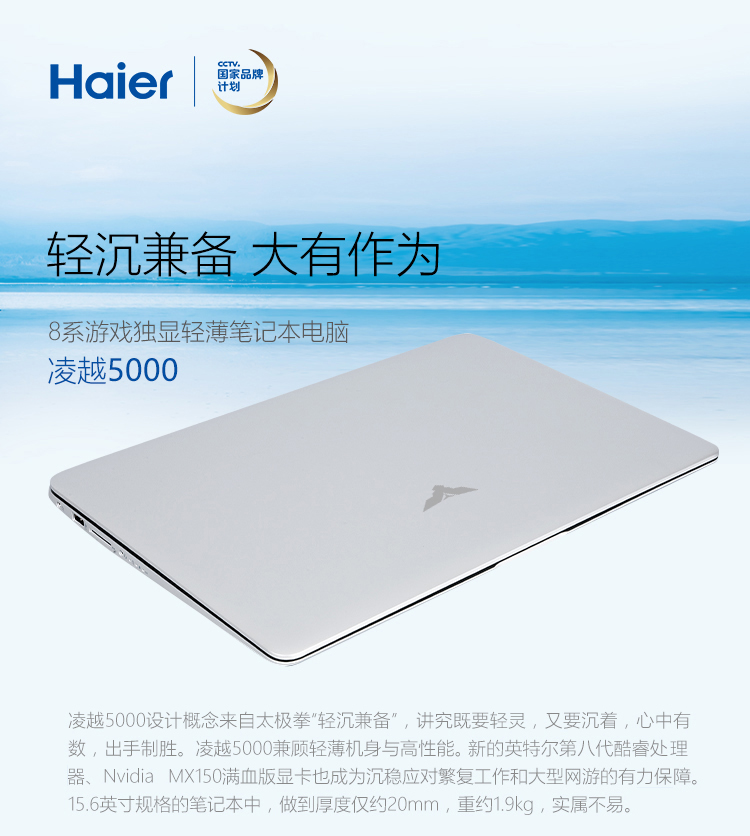 Haier
CCTV.
国家品牌
计划
轻沉兼备 大有作为
8系游戏独显轻薄笔记本电脑
凌越5000
凌越5000设计概念来自太极拳“轻沉兼备”，讲究既要轻灵，又要沉着，心中有
数，出手制胜。凌越5000兼顾轻薄机身与高性能。新的英特尔第八代酷睿处理
器、Nvidia MX150满血版显卡也成为沉稳应对繁复工作和大型网游的有力保障。
15.6英寸规格的笔记本中，做到厚度仅约20mm，重约1.9kg，实属不易。